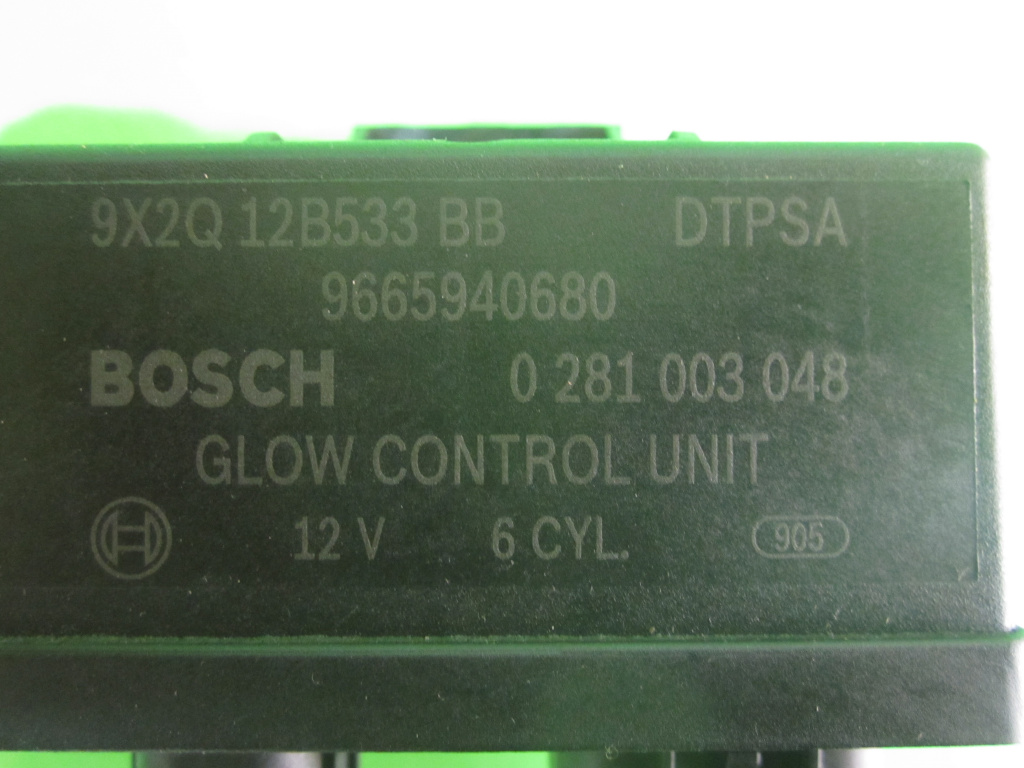 9X2Q 12B533 BB DTPSA
9665940680
BOSCH 0 281 003 048
GLOW CONTROL UNIT
12 V 6 CYL. 905